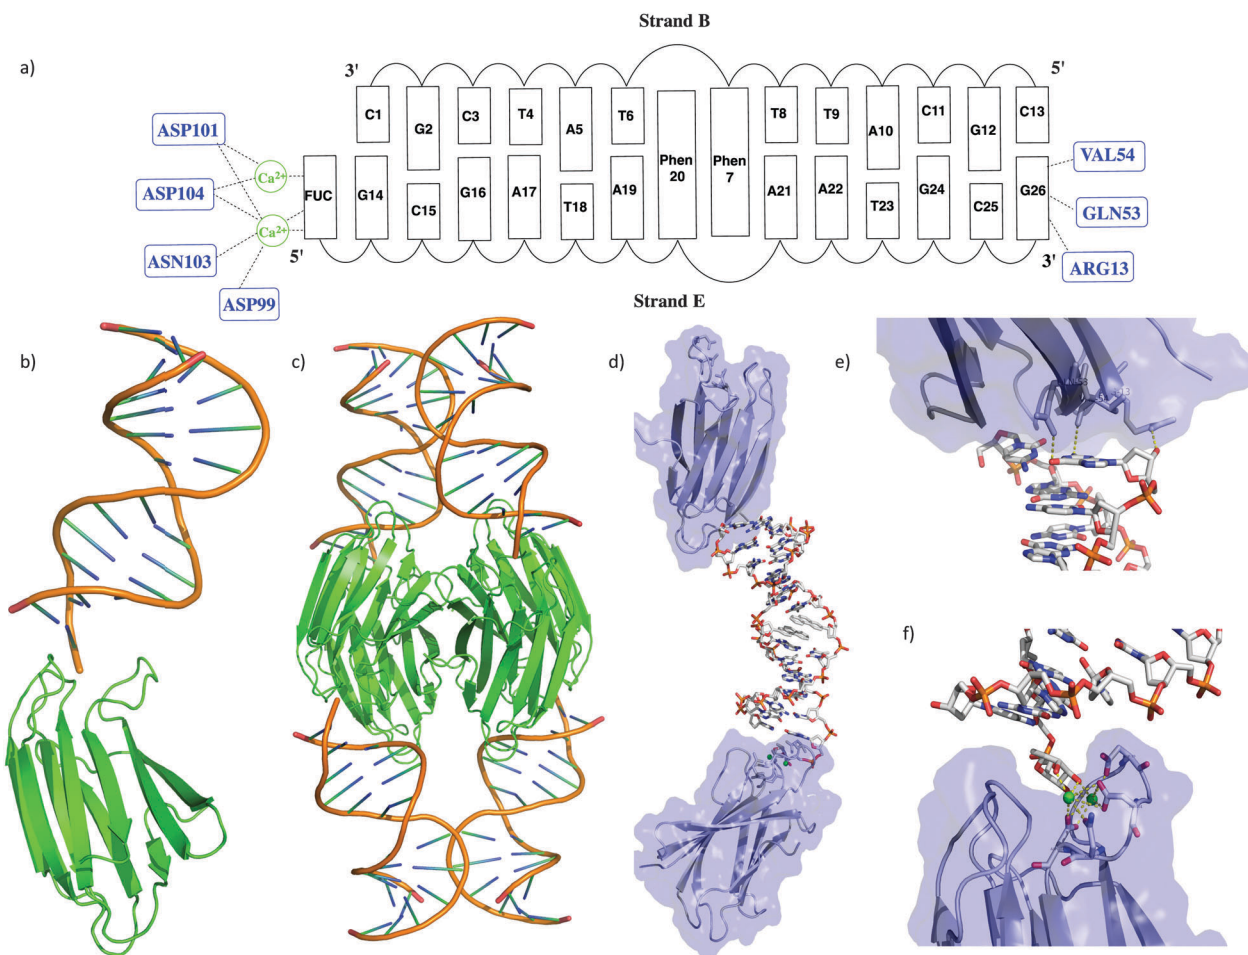 Strand B
a)
3'
5'
C1
G2
C3
T4
A5
T6
Phen
20
Phen
7
T8
T9
A10
C11
G12
C13
ASP101
ASP104
ASN103
ASP99
Ca2+
Ca2+
FUC
G14
C15
G16
A17
T18
A19
A21
A22
T23
G24
C25
G26
VAL54
GLN53
ARG13
5'
3'
Strand E
b)
c)
d)
e)
f)